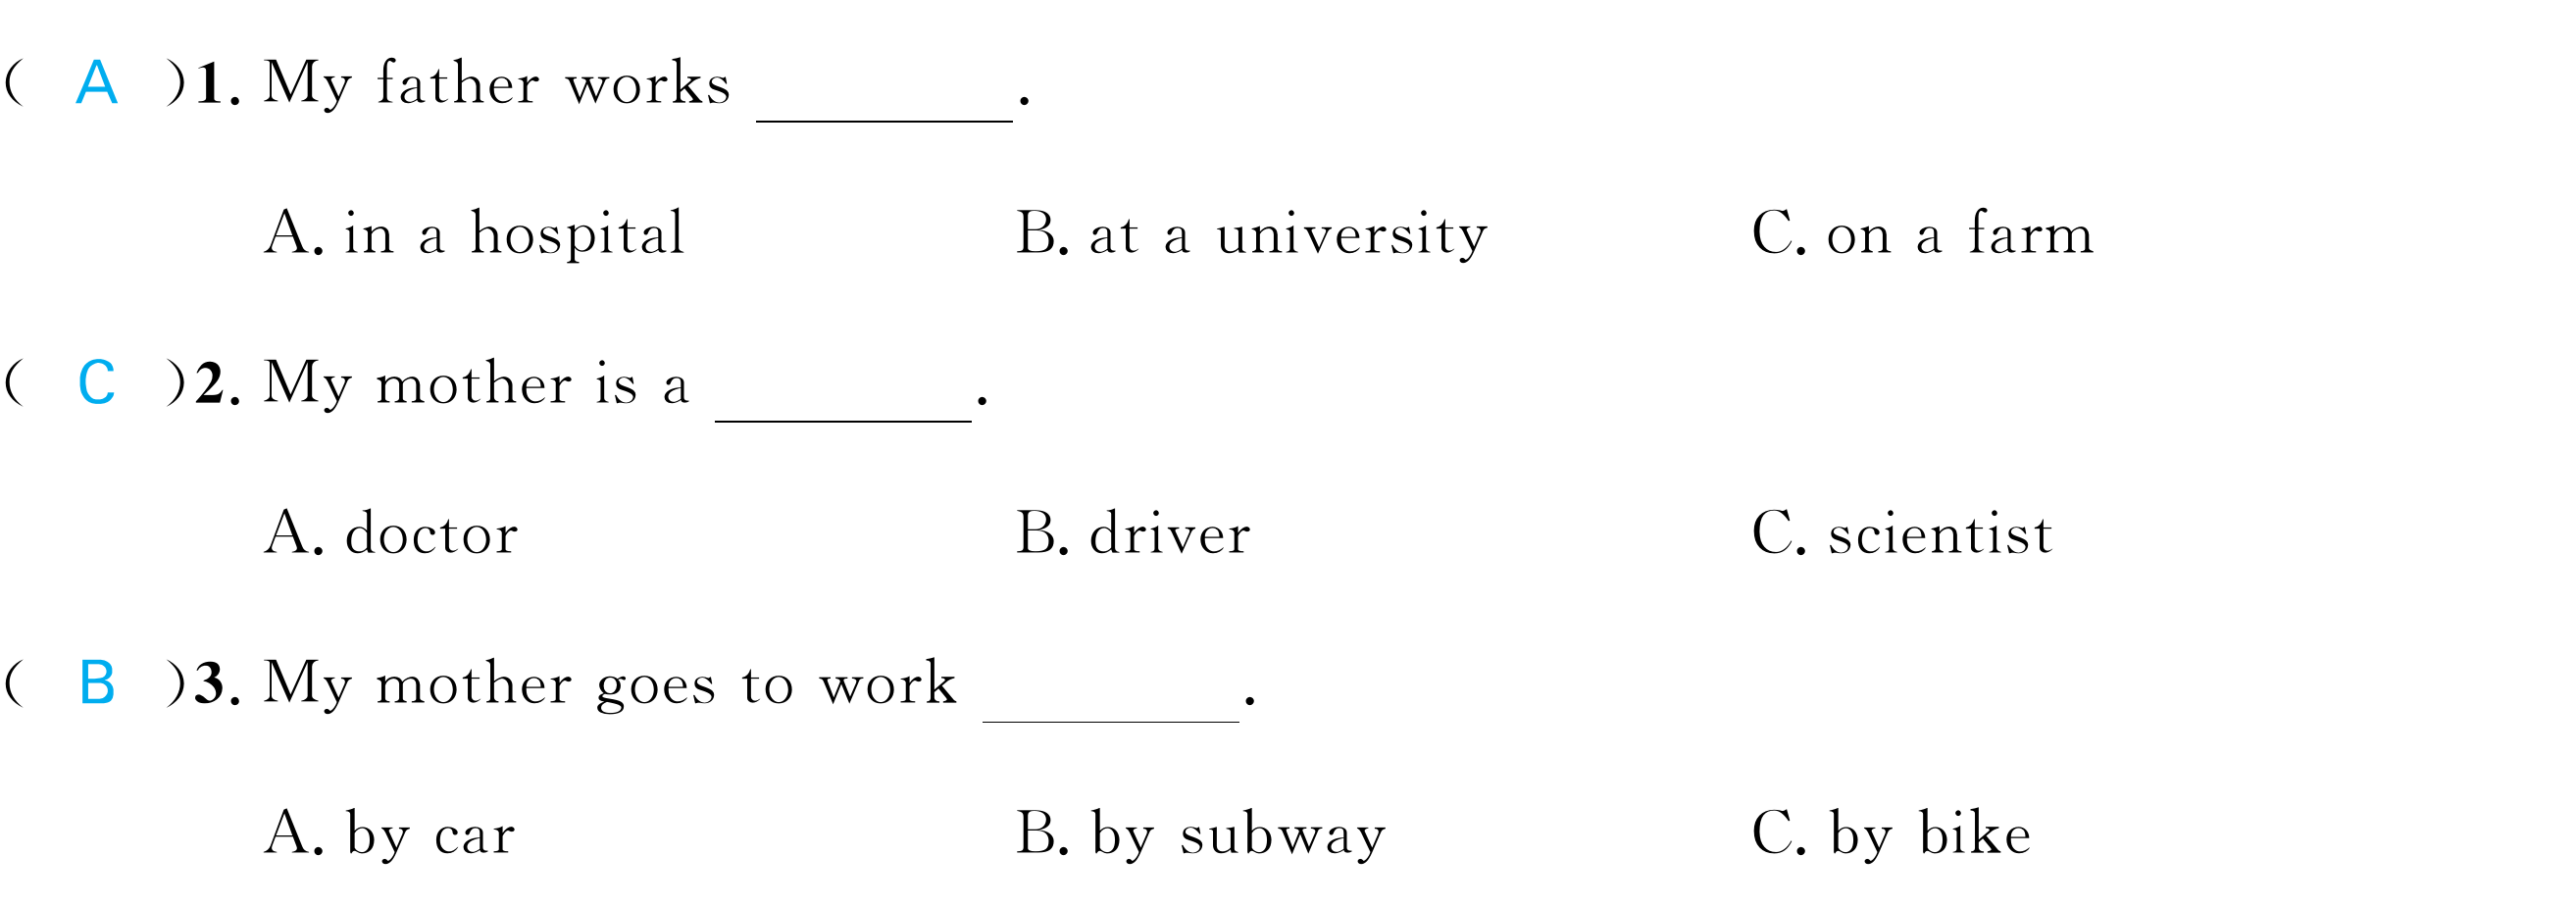 ( A )1. My father works ________.
A. in a hospital B. at a university C. on a farm
( C )2. My mother is a ________.
A. doctor B. driver C. scientist
( B )3. My mother goes to work ________.
A. by car B. by subway C. by bike